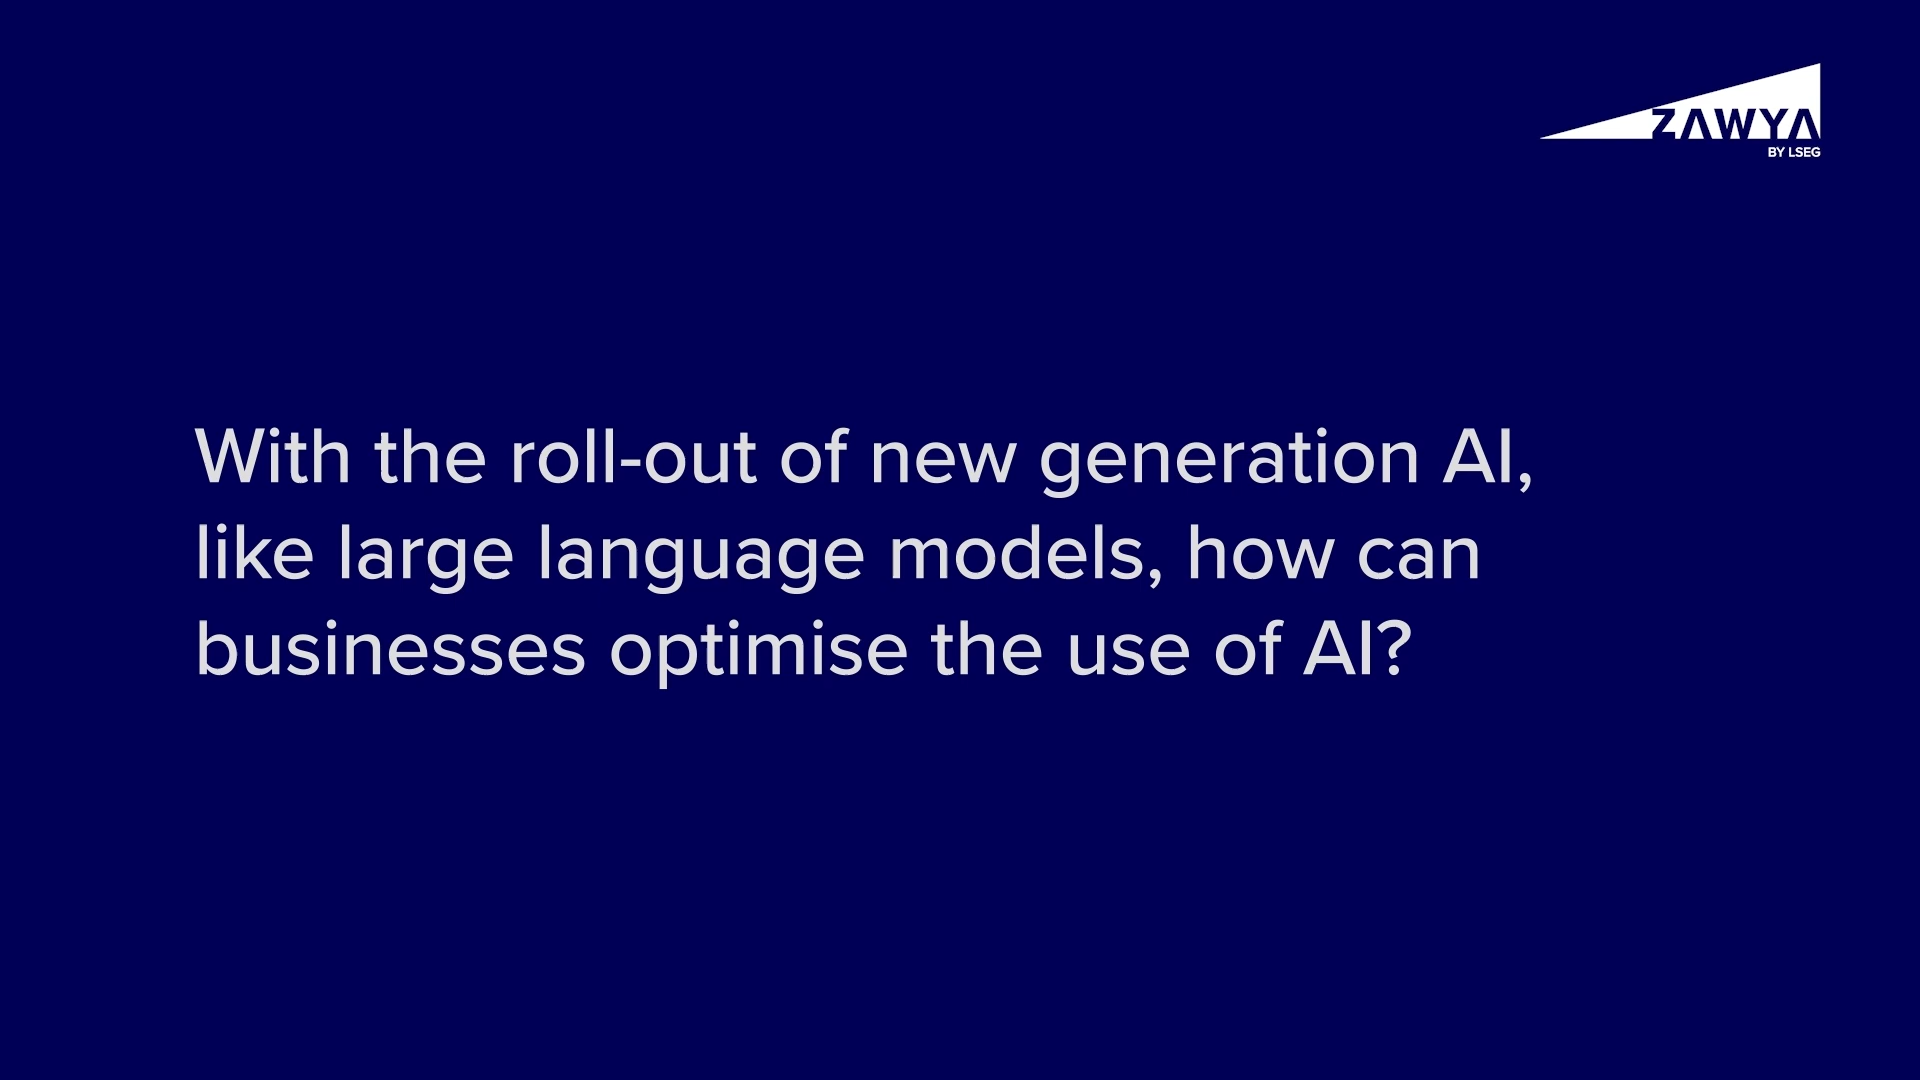 ZAWYA
BY LSEG
With the roll-out of new generation AI,
like large language models, how can
businesses optimise the use of AI?